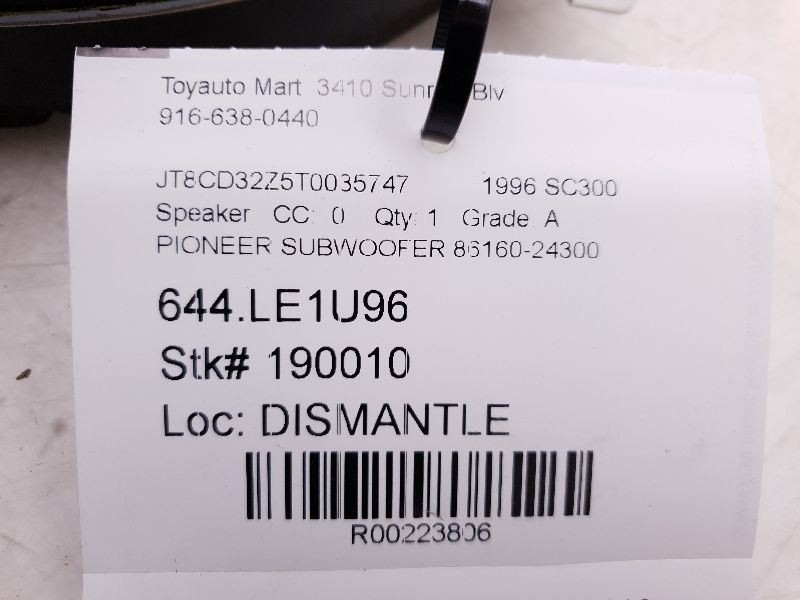 Toyauto Mart 3410 Blv
916-638-0440
JT8CD32Z5T0035747 1996 SC300
Speaker CC: 0 Qty: 1 Grade: A
PIONEER SUBWOOFER 86160-24300
644.LE1U96
Stk# 190010
Loc: DISMANTLE
R00223806